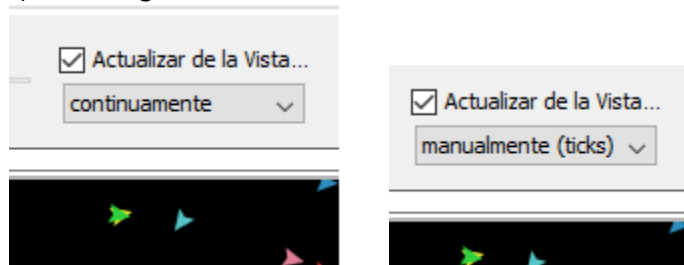 Actualizar de la Vista...
continuamente
Actualizar de la Vista...
manualmente (ticks)